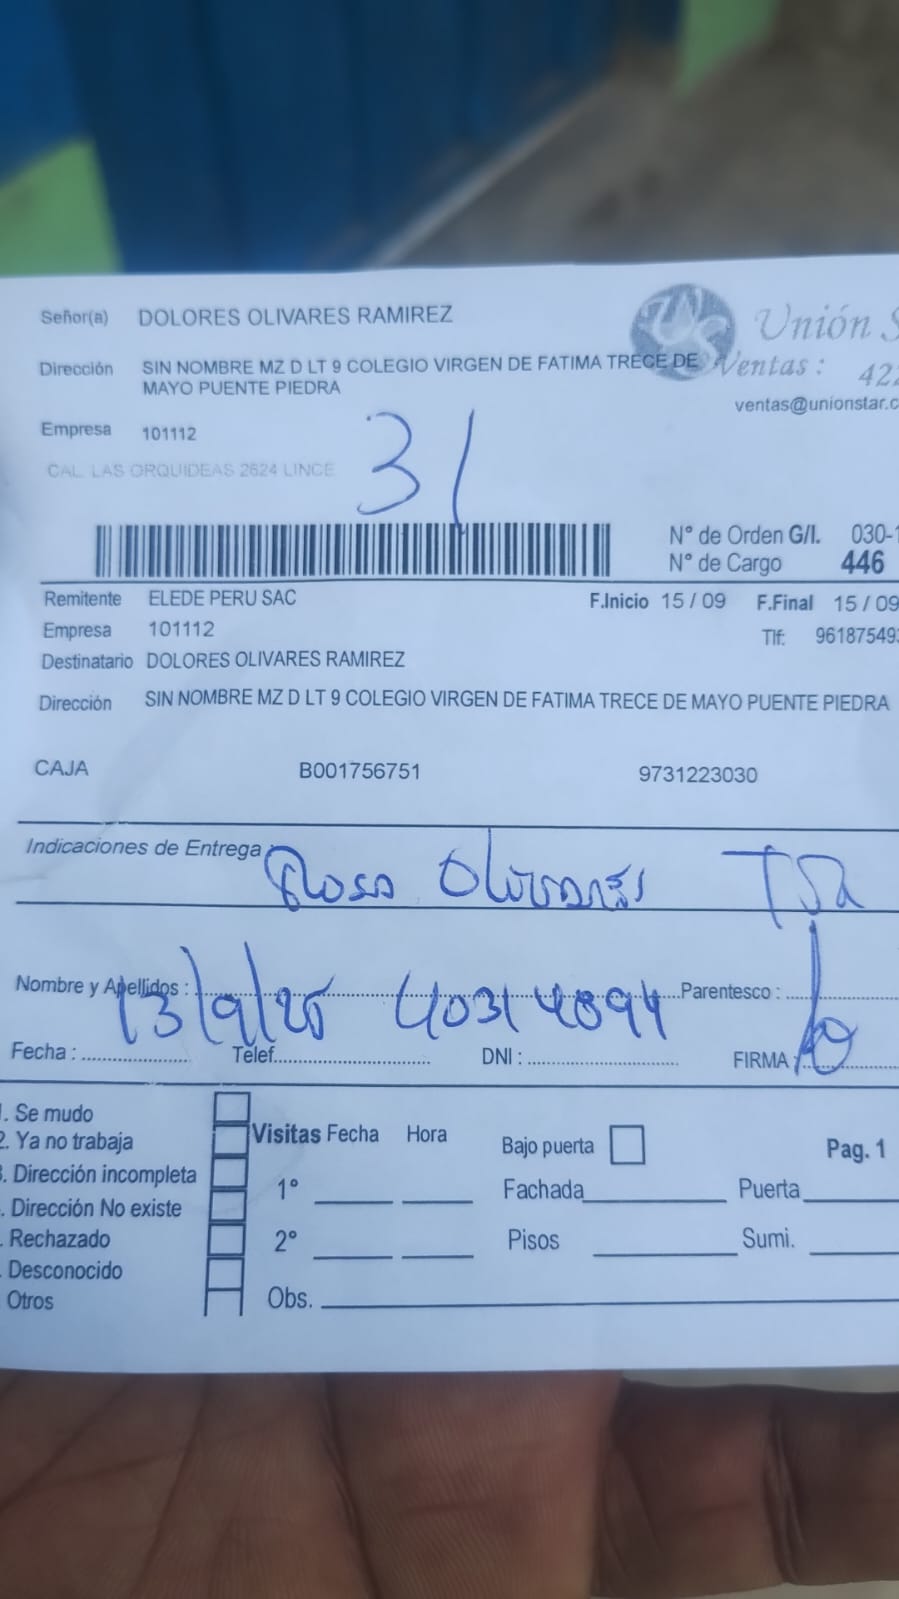 Señor(a) DOLORES OLIVARES RAMIREZ
Unión S
Dirección SIN NOMBRE MZ D LT 9 COLEGIO VIRGEN DE FATIMA TRECE DE
MAYO PUENTE PIEDRA
Ventas : 422
ventas@unionstar.c
Empresa 101112
CAL. LAS ORQUIDEAS 2624 LINCE
31
N° de Orden G/I. 030-1
N° de Cargo 446
Remitente ELEDE PERU SAC F.Inicio 15 / 09 F.Final 15 / 09
Empresa 101112 Tlf: 96187549
Destinatario DOLORES OLIVARES RAMIREZ
Dirección SIN NOMBRE MZ D LT 9 COLEGIO VIRGEN DE FATIMA TRECE DE MAYO PUENTE PIEDRA
CAJA B001756751 9731223030
Indicaciones de Entrega : Rosa Olivares
Nombre y Apellidos : Parentesco :
13/9/25 40314894
Fecha : Telef. DNI : FIRMA :
1. Se mudo
2. Ya no trabaja
3. Dirección incompleta
. Dirección No existe
. Rechazado
. Desconocido
Otros
Visitas Fecha Hora Bajo puerta Pag. 1
1° Fachada Puerta
2° Pisos Sumi.
Obs.